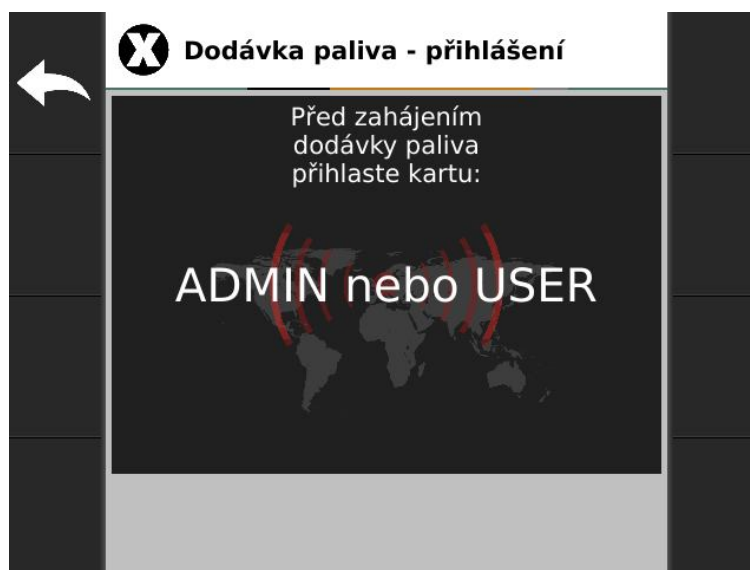 X Dodávka paliva - přihlášení
Před zahájením
dodávky paliva
přihlaste kartu:
ADMIN nebo USER